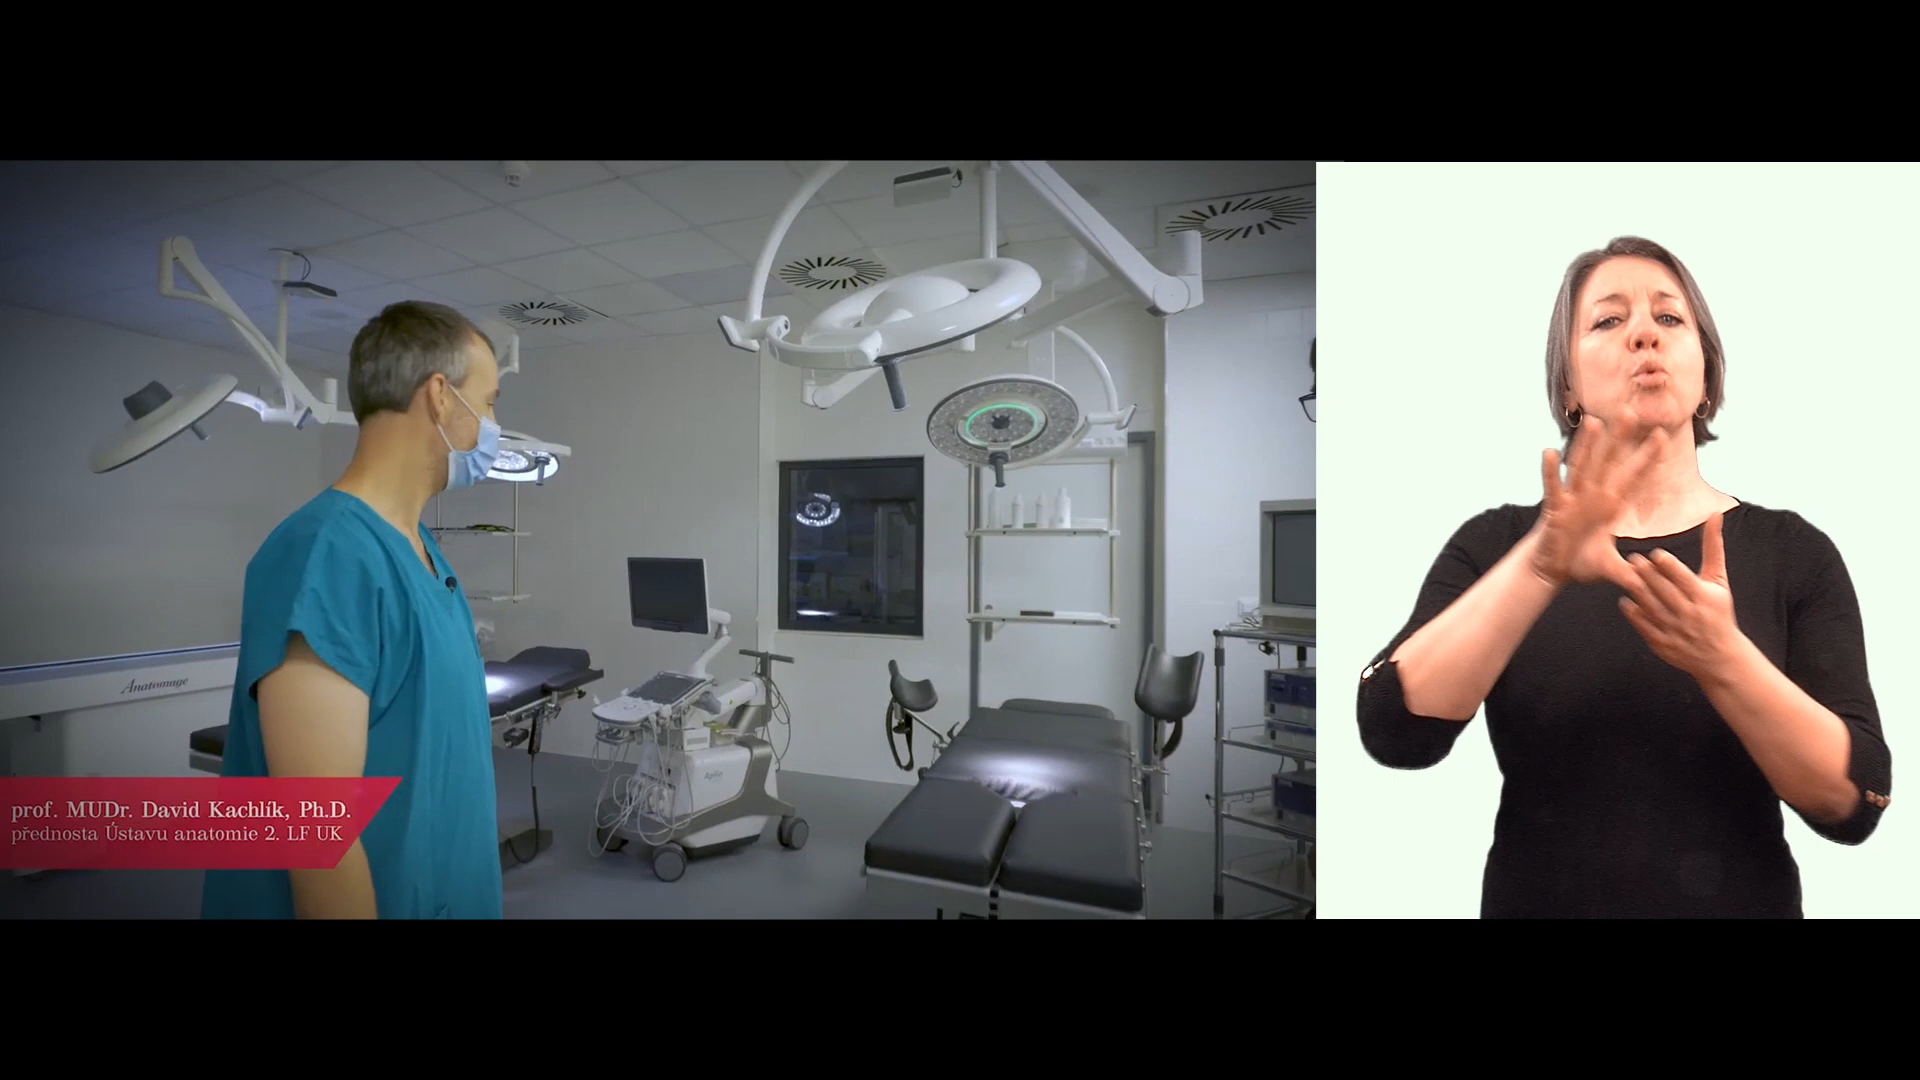 Anatomage
prof. MUDr. David Kachlík, Ph.D.
přednosta Ústavu anatomie 2. LF UK